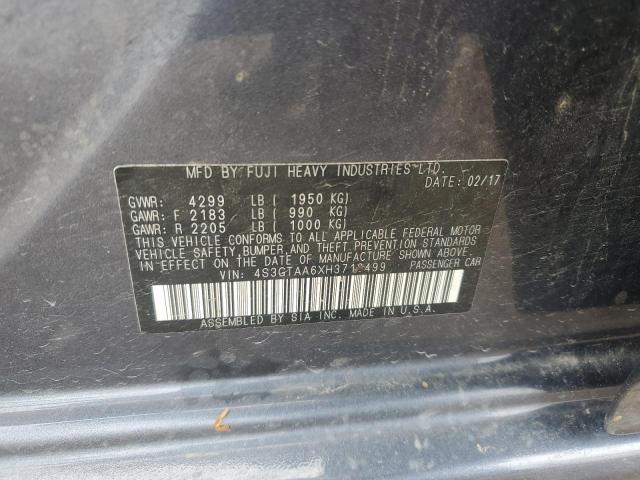 MFD BY FUJI HEAVY INDUSTRIES LTD.
DATE: 02/17
GVWR: 4299 LB ( 1950 KG)
GAWR: F 2183 LB ( 990 KG)
GAWR: R 2205 LB ( 1000 KG)
THIS VEHICLE CONFORMS TO ALL APPLICABLE FEDERAL MOTOR
VEHICLE SAFETY, BUMPER, AND THEFT PREVENTION STANDARDS
IN EFFECT ON THE DATE OF MANUFACTURE SHOWN ABOVE.
VIN: PASSENGER CAR
ASSEMBLED BY SIA INC. MADE IN U.S.A.